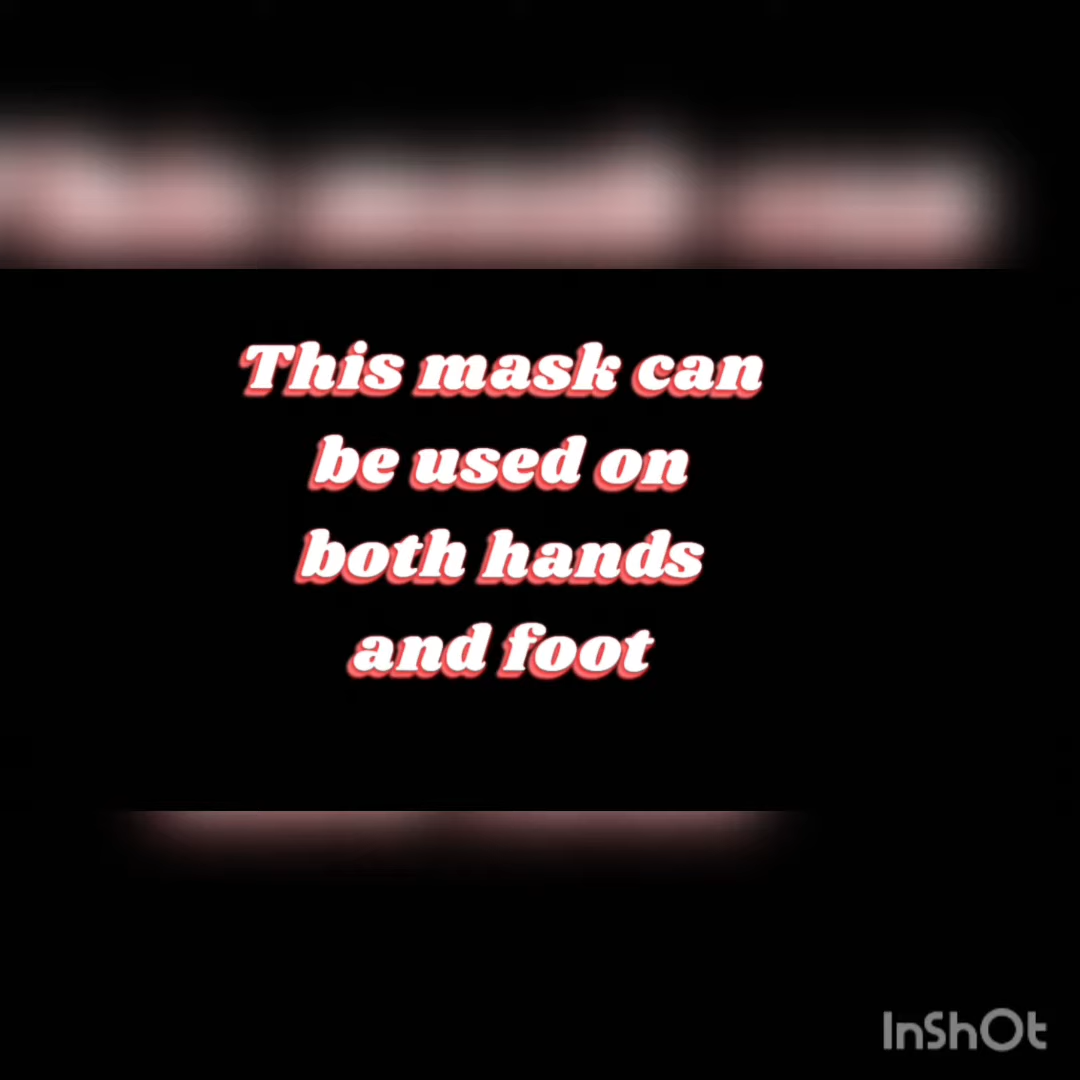 This mask can
be used on
both hands
and foot
InShOt